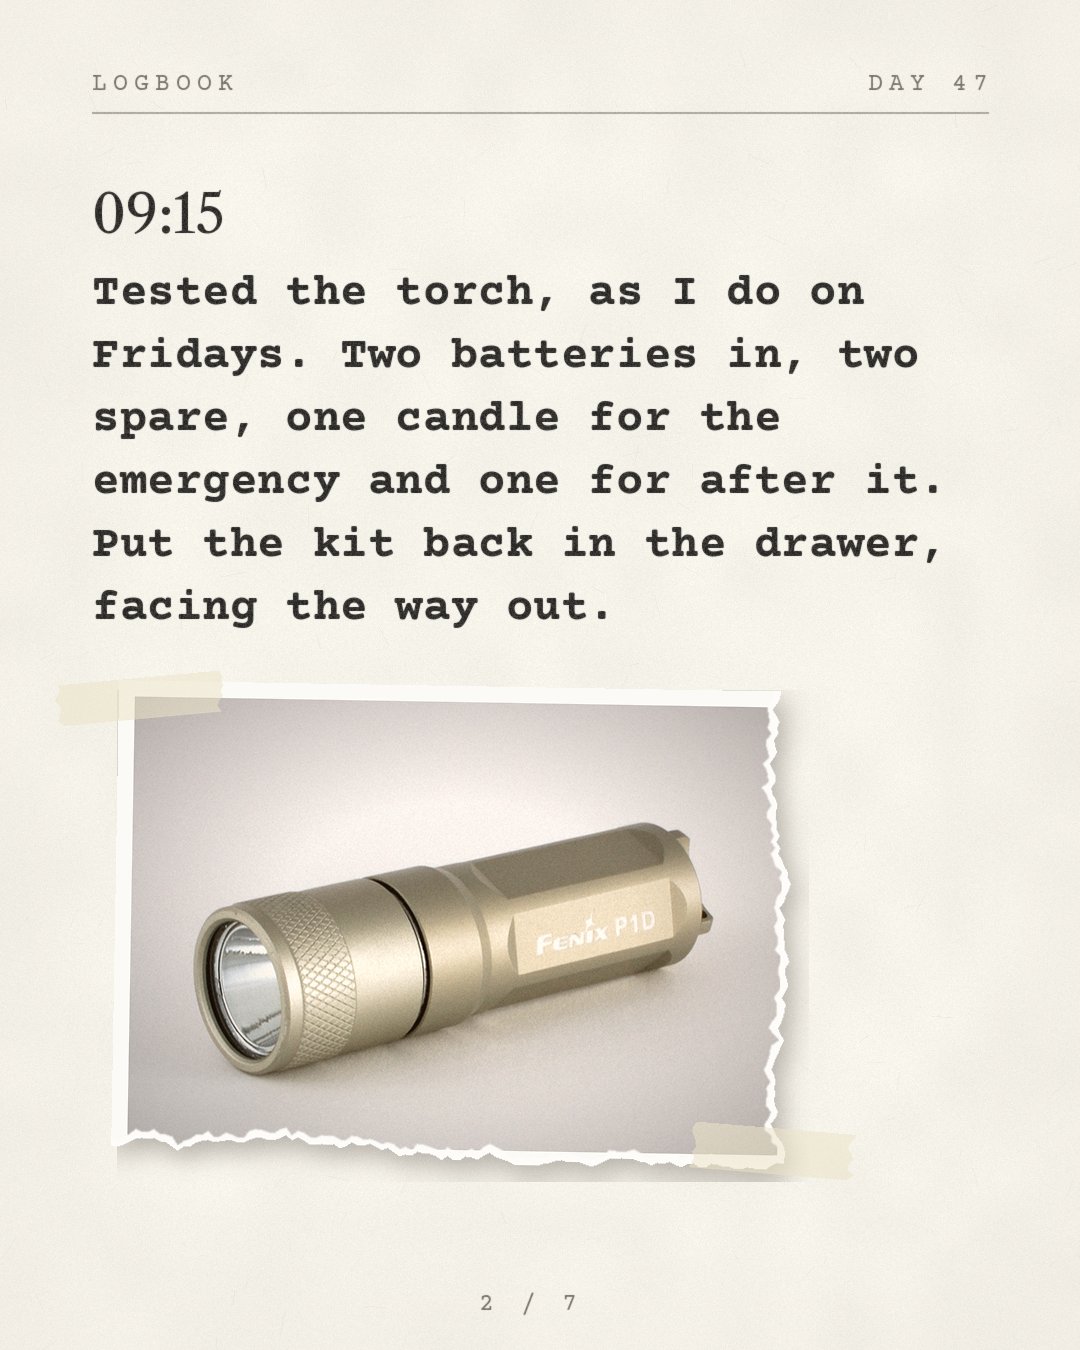 LOGBOOK DAY 47
09:15
Tested the torch, as I do on
Fridays. Two batteries in, two
spare, one candle for the
emergency and one for after it.
Put the kit back in the drawer,
facing the way out.
Fenix P1D
2 / 7